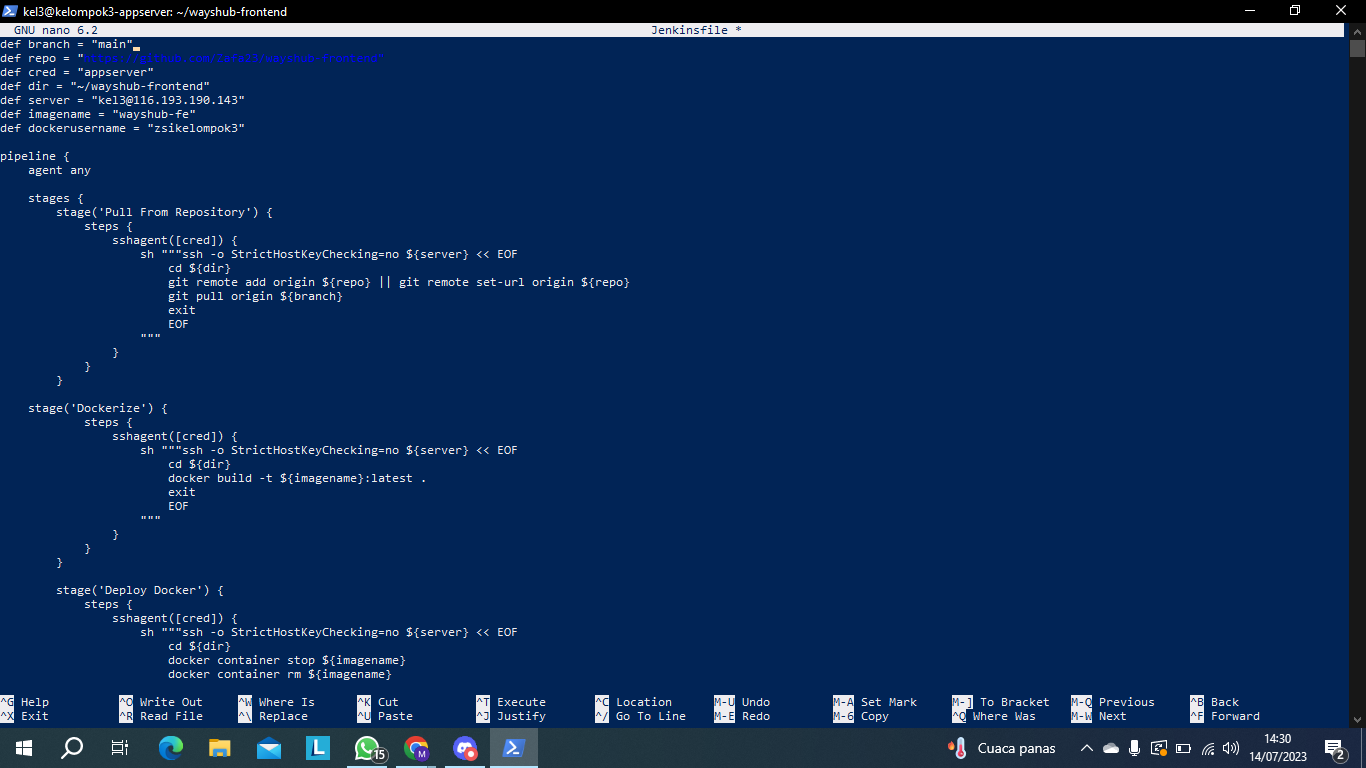 kel3@kelompok3-appserver: ~/wayshub-frontend
GNU nano 6.2 Jenkinsfile *
def branch = "main"
def repo = "
def cred = "appserver"
def dir = "~/wayshub-frontend"
def server = "kel3@116.193.190.143"
def imagename = "wayshub-fe"
def dockerusername = "zsikelompok3"
pipeline {
agent any
stages {
stage('Pull From Repository') {
steps {
sshagent([cred]) {
sh """ssh -o StrictHostKeyChecking=no ${server} << EOF
cd ${dir}
git remote add origin ${repo} || git remote set-url origin ${repo}
git pull origin ${branch}
exit
EOF
"""
}
}
}
stage('Dockerize') {
steps {
sshagent([cred]) {
sh """ssh -o StrictHostKeyChecking=no ${server} << EOF
cd ${dir}
docker build -t ${imagename}:latest .
exit
EOF
"""
}
}
}
stage('Deploy Docker') {
steps {
sshagent([cred]) {
sh """ssh -o StrictHostKeyChecking=no ${server} << EOF
cd ${dir}
docker container stop ${imagename}
docker container rm ${imagename}
^G Help ^O Write Out ^W Where Is ^K Cut ^T Execute ^C Location M-U Undo M-A Set Mark M-] To Bracket M-Q Previous ^B Back
^X Exit ^R Read File ^\ Replace ^U Paste ^J Justify ^/ Go To Line M-E Redo M-6 Copy ^Q Where Was M-W Next ^F Forward
L
15
M
Cuaca panas
14:30
14/07/2023
2